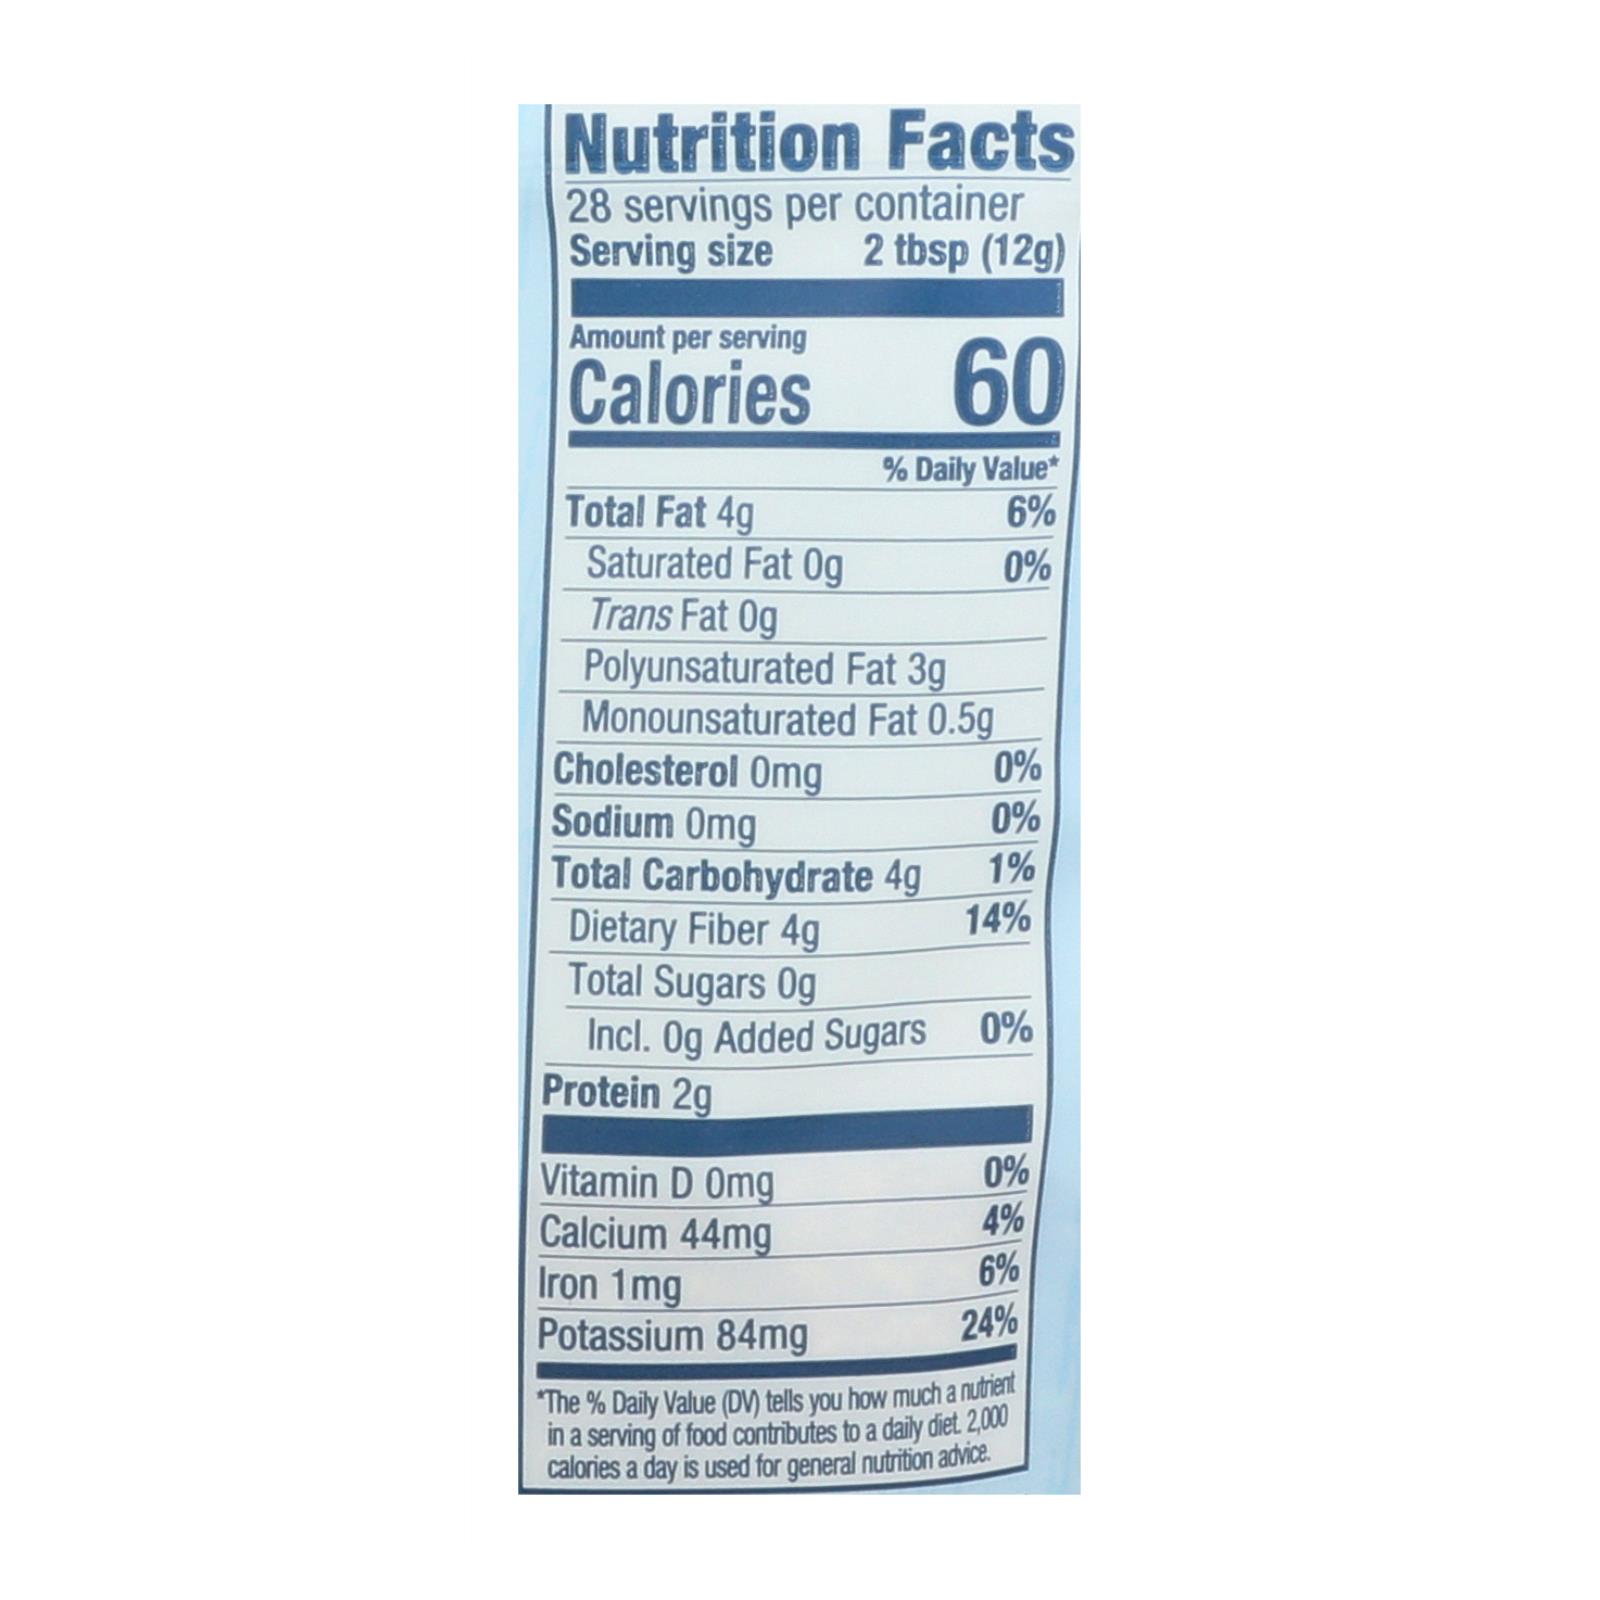 Nutrition Facts
28 servings per container
Serving size 2 tbsp (12g)
Amount per serving
Calories 60
% Daily Value*
Total Fat 4g 6%
Saturated Fat 0g 0%
Trans Fat 0g
Polyunsaturated Fat 3g
Monounsaturated Fat 0.5g
Cholesterol 0mg 0%
Sodium 0mg 0%
Total Carbohydrate 4g 1%
Dietary Fiber 4g 14%
Total Sugars 0g
Incl. 0g Added Sugars 0%
Protein 2g
Vitamin D 0mg 0%
Calcium 44mg 4%
Iron 1mg 6%
Potassium 84mg 24%
*The % Daily Value (DV) tells you how much a nutrient
in a serving of food contributes to a daily diet. 2,000
calories a day is used for general nutrition advice.